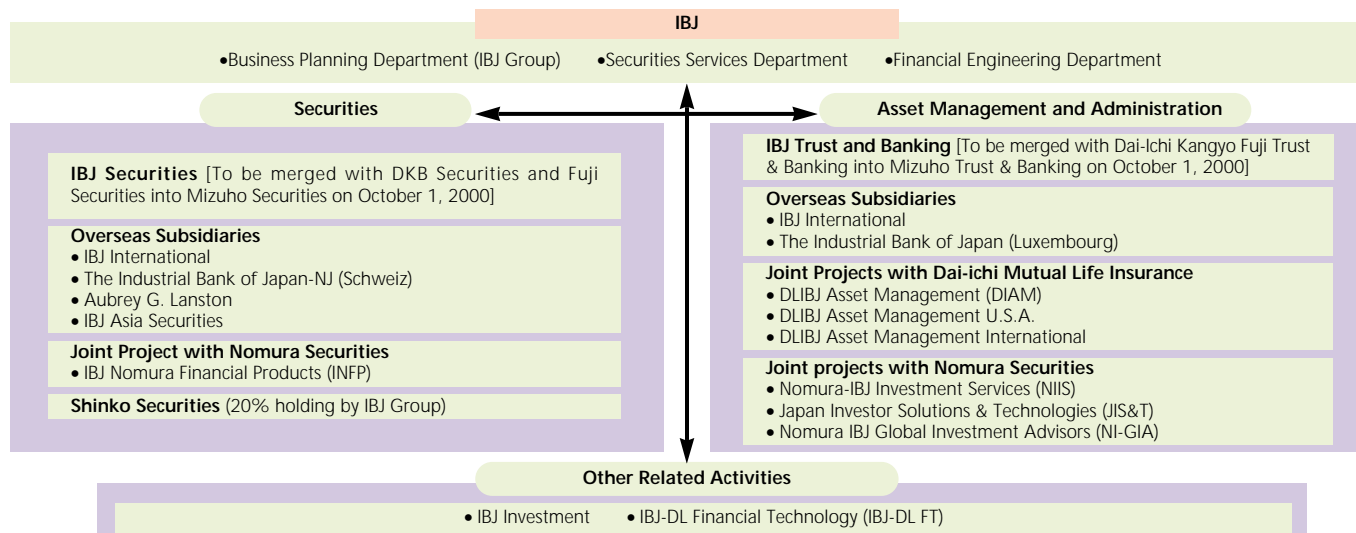 IBJ
•Business Planning Department (IBJ Group) •Securities Services Department •Financial Engineering Department
Securities
IBJ Securities [To be merged with DKB Securities and Fuji
Securities into Mizuho Securities on October 1, 2000]
Overseas Subsidiaries
• IBJ International
• The Industrial Bank of Japan-NJ (Schweiz)
• Aubrey G. Lanston
• IBJ Asia Securities
Joint Project with Nomura Securities
• IBJ Nomura Financial Products (INFP)
Shinko Securities (20% holding by IBJ Group)
Asset Management and Administration
IBJ Trust and Banking [To be merged with Dai-Ichi Kangyo Fuji Trust
& Banking into Mizuho Trust & Banking on October 1, 2000]
Overseas Subsidiaries
• IBJ International
• The Industrial Bank of Japan (Luxembourg)
Joint Projects with Dai-ichi Mutual Life Insurance
• DLIBJ Asset Management (DIAM)
• DLIBJ Asset Management U.S.A.
• DLIBJ Asset Management International
Joint projects with Nomura Securities
• Nomura-IBJ Investment Services (NIIS)
• Japan Investor Solutions & Technologies (JIS&T)
• Nomura IBJ Global Investment Advisors (NI-GIA)
Other Related Activities
• IBJ Investment • IBJ-DL Financial Technology (IBJ-DL FT)